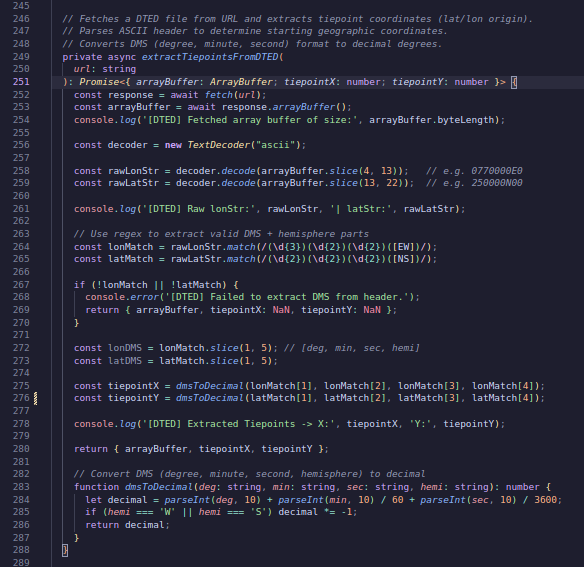 245
246 // Fetches a DTED file from URL and extracts tiepoint coordinates (lat/lon origin).
247 // Parses ASCII header to determine starting geographic coordinates.
248 // Converts DMS (degree, minute, second) format to decimal degrees.
249 private async extractTiepointsFromDTED(
250 url: string
251 ): Promise<{ arrayBuffer: ArrayBuffer; tiepointX: number; tiepointY: number }> {
252 const response = await fetch(url);
253 const arrayBuffer = await response.arrayBuffer();
254 console.log('[DTED] Fetched array buffer of size:', arrayBuffer.byteLength);
255
256 const decoder = new TextDecoder("ascii");
257
258 const rawLonStr = decoder.decode(arrayBuffer.slice(4, 13)); // e.g. 0770000E0
259 const rawLatStr = decoder.decode(arrayBuffer.slice(13, 22)); // e.g. 250000N00
260
261 console.log('[DTED] Raw lonStr:', rawLonStr, '| latStr:', rawLatStr);
262
263 // Use regex to extract valid DMS + hemisphere parts
264 const lonMatch = rawLonStr.match(/(\d{3})(\d{2})(\d{2})([EW])/);
265 const latMatch = rawLatStr.match(/(\d{2})(\d{2})(\d{2})([NS])/);
266
267 if (!lonMatch || !latMatch) {
268 console.error('[DTED] Failed to extract DMS from header.');
269 return { arrayBuffer, tiepointX: NaN, tiepointY: NaN };
270 }
271
272 const lonDMS = lonMatch.slice(1, 5); // [deg, min, sec, hemi]
273 const latDMS = latMatch.slice(1, 5);
274
275 const tiepointX = dmsToDecimal(lonMatch[1], lonMatch[2], lonMatch[3], lonMatch[4]);
276 const tiepointY = dmsToDecimal(latMatch[1], latMatch[2], latMatch[3], latMatch[4]);
277
278 console.log('[DTED] Extracted Tiepoints -> X:', tiepointX, 'Y:', tiepointY);
279
280 return { arrayBuffer, tiepointX, tiepointY };
281
282 // Convert DMS (degree, minute, second, hemisphere) to decimal
283 function dmsToDecimal(deg: string, min: string, sec: string, hemi: string): number {
284 let decimal = parseInt(deg, 10) + parseInt(min, 10) / 60 + parseInt(sec, 10) / 3600;
285 if (hemi === 'W' || hemi === 'S') decimal *= -1;
286 return decimal;
287 }
288 }
289